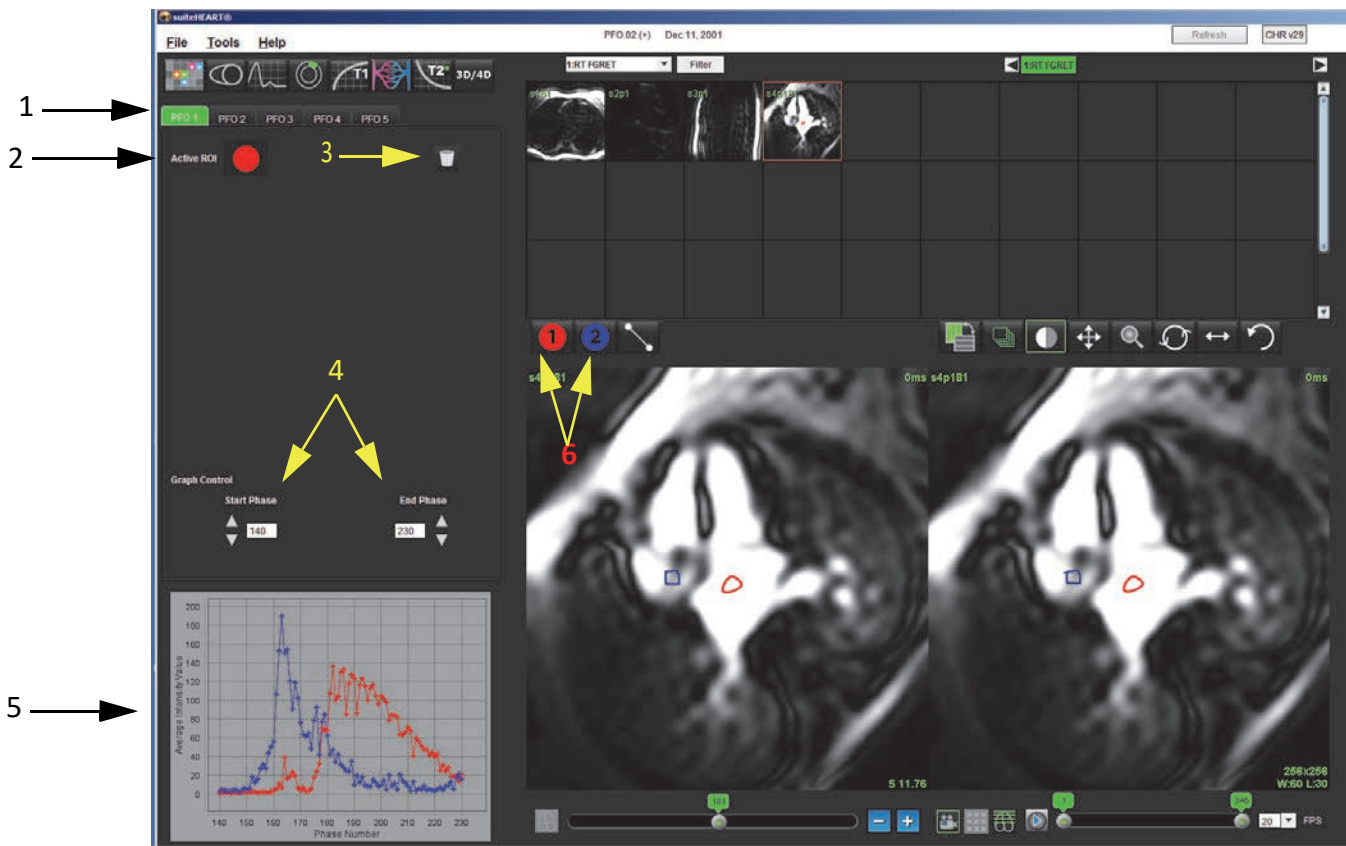 suiteHEART®
File Tools Help
PFO 02 (+) Dec 11, 2001
Refresh
CHR v29
T1 T2* 3D/4D
1:RT FGRET
Filter
1:RT FGRET
1
PFO 1 PFO 2 PFO 3 PFO 4 PFO 5
s2p1
s3p1
s4p181
2
Active ROI
3
1 2
4
6
s4p181
0ms
s4p181
0ms
Graph Control
Start Phase
End Phase
140
230
5
Average Intensity Value
200
180
160
140
120
100
80
60
40
20
0
140 150 160 170 180 190 200 210 220 230
Phase Number
S 11.76
256x256
W:60 L:30
181
1
20
FPS